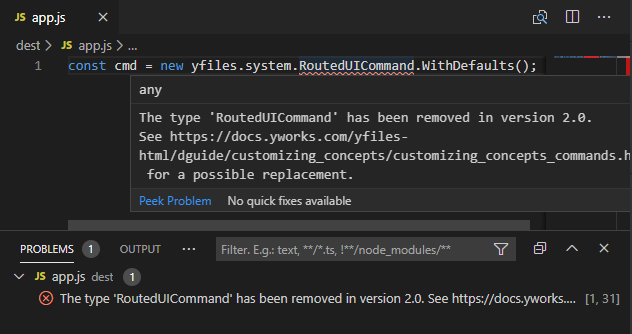 JS app.js
dest > JS app.js > ...
1 const cmd = new yfiles.system.RoutedUICommand.WithDefaults();
any
The type 'RoutedUICommand' has been removed in version 2.0.
See https://docs.yworks.com/yfiles-
html/dguide/customizing_concepts/customizing_concepts_commands.h
for a possible replacement.
Peek Problem No quick fixes available
PROBLEMS 1 OUTPUT ... Filter. E.g.: text, **/*.ts, !**/node_modules/**
JS app.js dest 1
The type 'RoutedUICommand' has been removed in version 2.0. See https://docs.yworks.... [1, 31]